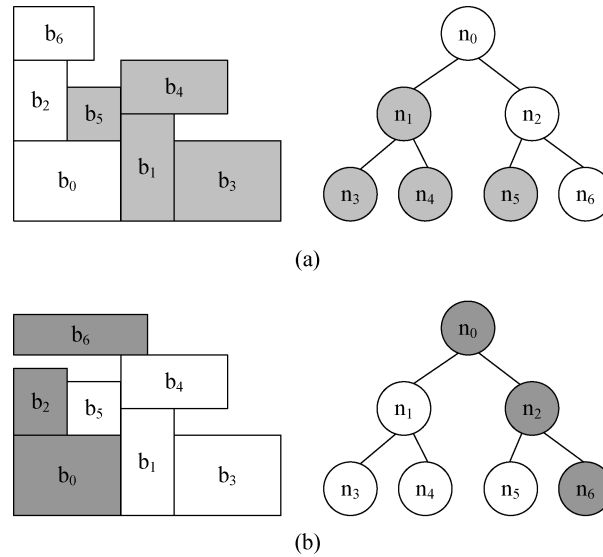 b₆
b₂
b₅
b₄
b₀
b₁
b₃
n₀
n₁
n₂
n₃
n₄
n₅
n₆
(a)
b₆
b₂
b₅
b₄
b₀
b₁
b₃
n₀
n₁
n₂
n₃
n₄
n₅
n₆
(b)